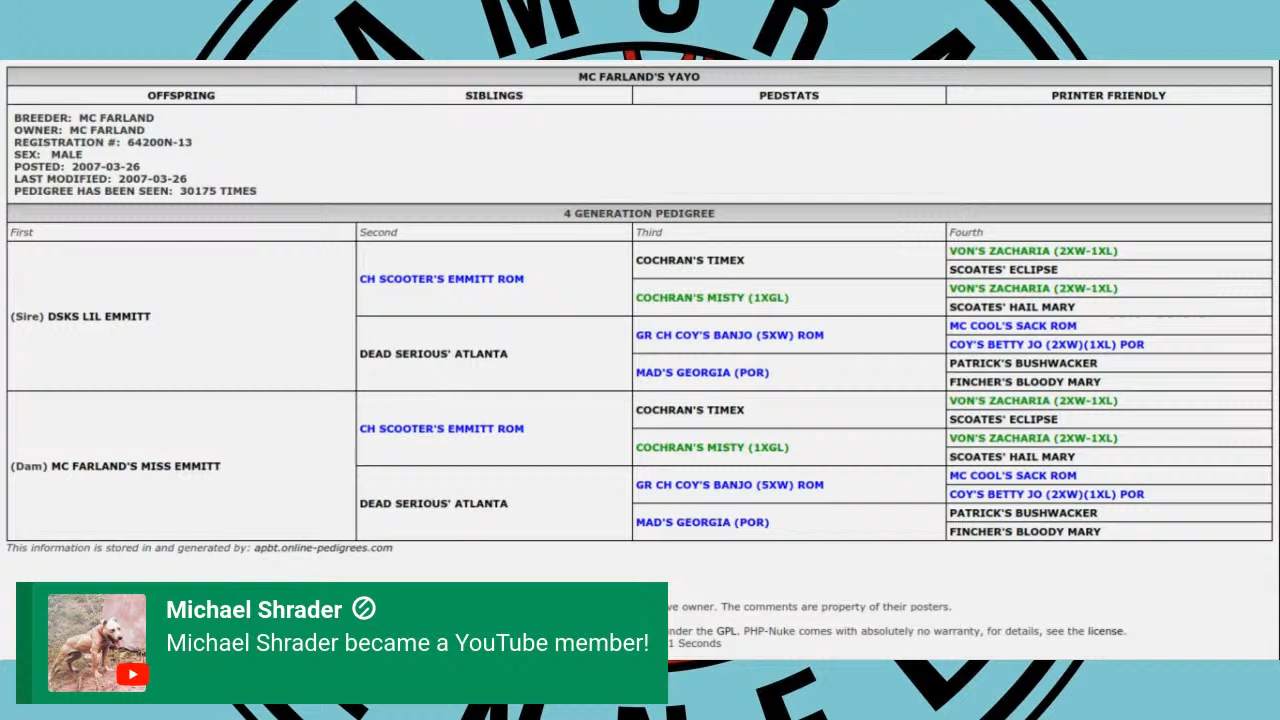 AMORA
MC FARLAND'S YAYO
OFFSPRING SIBLINGS PEDSTATS PRINTER FRIENDLY
BREEDER: MC FARLAND
OWNER: MC FARLAND
REGISTRATION #: 64200N-13
SEX: MALE
POSTED: 2007-03-26
LAST MODIFIED: 2007-03-26
PEDIGREE HAS BEEN SEEN: 30175 TIMES
4 GENERATION PEDIGREE
First Second Third Fourth
(Sire) DSKS LIL EMMITT
CH SCOOTER'S EMMITT ROM
COCHRAN'S TIMEX
VON'S ZACHARIA (2XW-1XL)
SCOATES' ECLIPSE
COCHRAN'S MISTY (1XGL)
VON'S ZACHARIA (2XW-1XL)
SCOATES' HAIL MARY
DEAD SERIOUS' ATLANTA
GR CH COY'S BANJO (5XW) ROM
MC COOL'S SACK ROM
COY'S BETTY JO (2XW)(1XL) POR
MAD'S GEORGIA (POR)
PATRICK'S BUSHWACKER
FINCHER'S BLOODY MARY
(Dam) MC FARLAND'S MISS EMMITT
CH SCOOTER'S EMMITT ROM
COCHRAN'S TIMEX
VON'S ZACHARIA (2XW-1XL)
SCOATES' ECLIPSE
COCHRAN'S MISTY (1XGL)
VON'S ZACHARIA (2XW-1XL)
SCOATES' HAIL MARY
DEAD SERIOUS' ATLANTA
GR CH COY'S BANJO (5XW) ROM
MC COOL'S SACK ROM
COY'S BETTY JO (2XW)(1XL) POR
MAD'S GEORGIA (POR)
PATRICK'S BUSHWACKER
FINCHER'S BLOODY MARY
This information is stored in and generated by: apbt.online-pedigrees.com
owner. The comments are property of their posters.
the GPL. PHP-Nuke comes with absolutely no warranty, for details, see the license.
Seconds
Michael Shrader
Michael Shrader became a YouTube member!